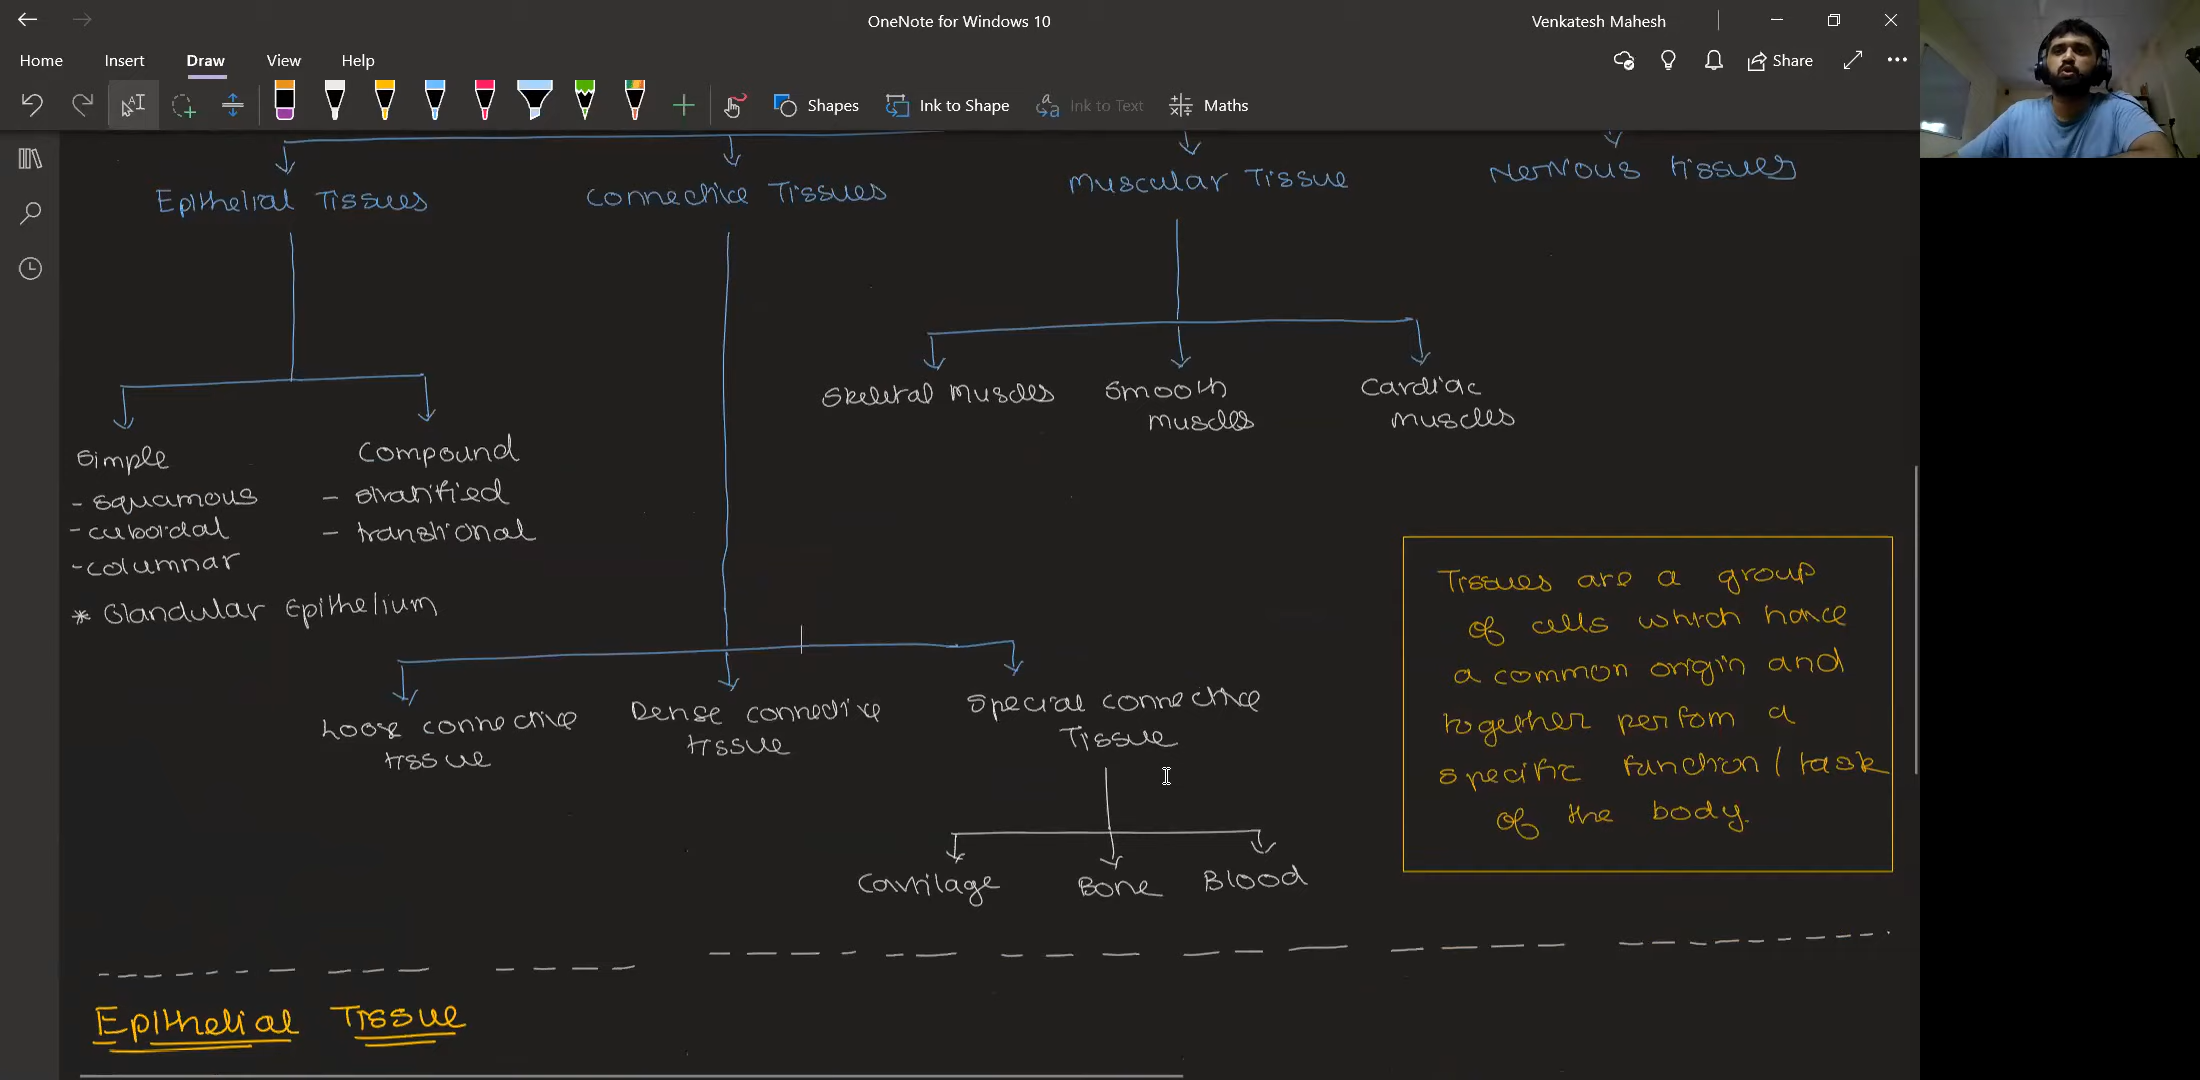 OneNote for Windows 10
Venkatesh Mahesh
Home Insert Draw View Help
Share
Shapes
Ink to Shape
Ink to Text
Maths
Epithelial Tissues
Connective Tissues
Muscular Tissue
Nervous tissues
Skeletal Muscles
Smooth
muscles
Cardiac
muscles
Simple
- squamous
- cuboidal
- columnar
Compound
- stratified
- transtional
* Glandular Epithelium
Loose connective
tissue
Dense connective
tissue
Special connective
Tissue
Cartilage
Bone
Blood
Tissues are a group
of cells which have
a common origin and
together perfom a
specific function / task
of the body.
Epithelial Tissue